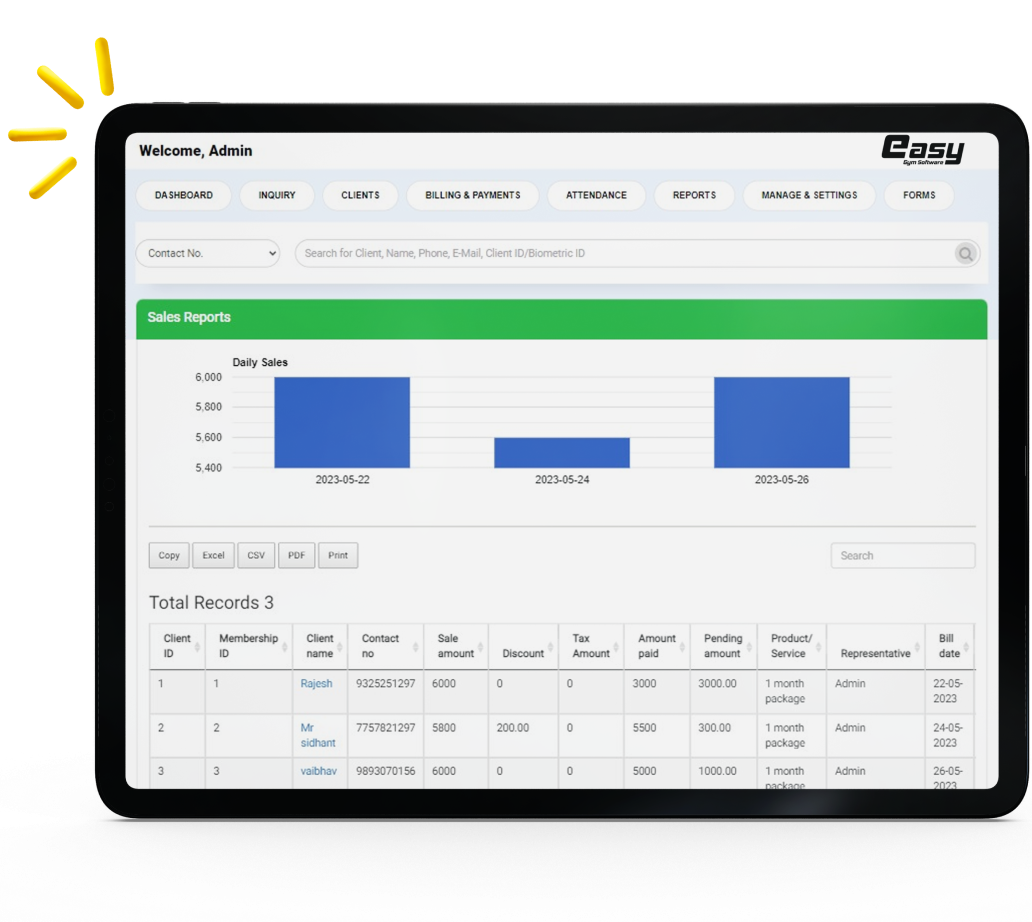 Welcome, Admin
Easy
Gym Software
DASHBOARD INQUIRY CLIENTS BILLING & PAYMENTS ATTENDANCE REPORTS MANAGE & SETTINGS FORMS
Contact No. Search for Client, Name, Phone, E-Mail, Client ID/Biometric ID
Sales Reports
Daily Sales
6,000
5,800
5,600
5,400
2023-05-22 2023-05-24 2023-05-26
Copy Excel CSV PDF Print Search
Total Records 3
Client Membership Client Contact Sale Tax Amount Pending Product/ Bill
ID ID name no amount Discount Amount paid amount Service Representative date
1 1 Rajesh 9325251297 6000 0 0 3000 3000.00 1 month Admin 22-05-
package 2023
2 2 Mr 7757821297 5800 200.00 0 5500 300.00 1 month Admin 24-05-
sidhant package 2023
3 3 vaibhav 9893070156 6000 0 0 5000 1000.00 1 month Admin 26-05-
package 2023